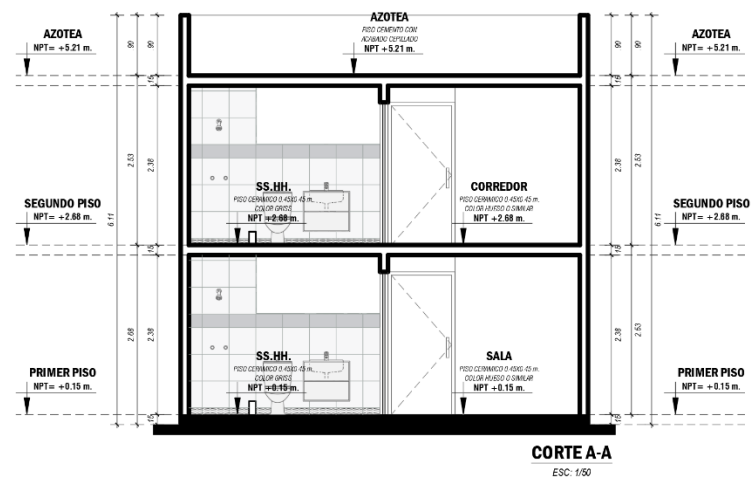 AZOTEA
PISO CEMENTO CON
ACABADO CEPILLADO
NPT +5.21 m.
AZOTEA
NPT= +5.21 m.
AZOTEA
NPT= +5.21 m.
99
99
99
99
15
15
2.53
2.38
2.38
2.53
SS.HH.
PISO CERAMICO 0.45X0.45 m.
COLOR GRISS
NPT +2.68 m.
CORREDOR
PISO CERAMICO 0.45X0.45 m.
COLOR HUESO O SIMILAR
NPT +2.68 m.
SEGUNDO PISO
NPT= +2.68 m.
SEGUNDO PISO
NPT= +2.68 m.
6.11
6.11
15
15
2.68
2.38
2.38
2.53
SS.HH.
PISO CERAMICO 0.45X0.45 m.
COLOR GRISS
NPT +0.15 m.
SALA
PISO CERAMICO 0.45X0.45 m.
COLOR HUESO O SIMILAR
NPT +0.15 m.
PRIMER PISO
NPT= +0.15 m.
PRIMER PISO
NPT= +0.15 m.
15
15
CORTE A-A
ESC: 1/50